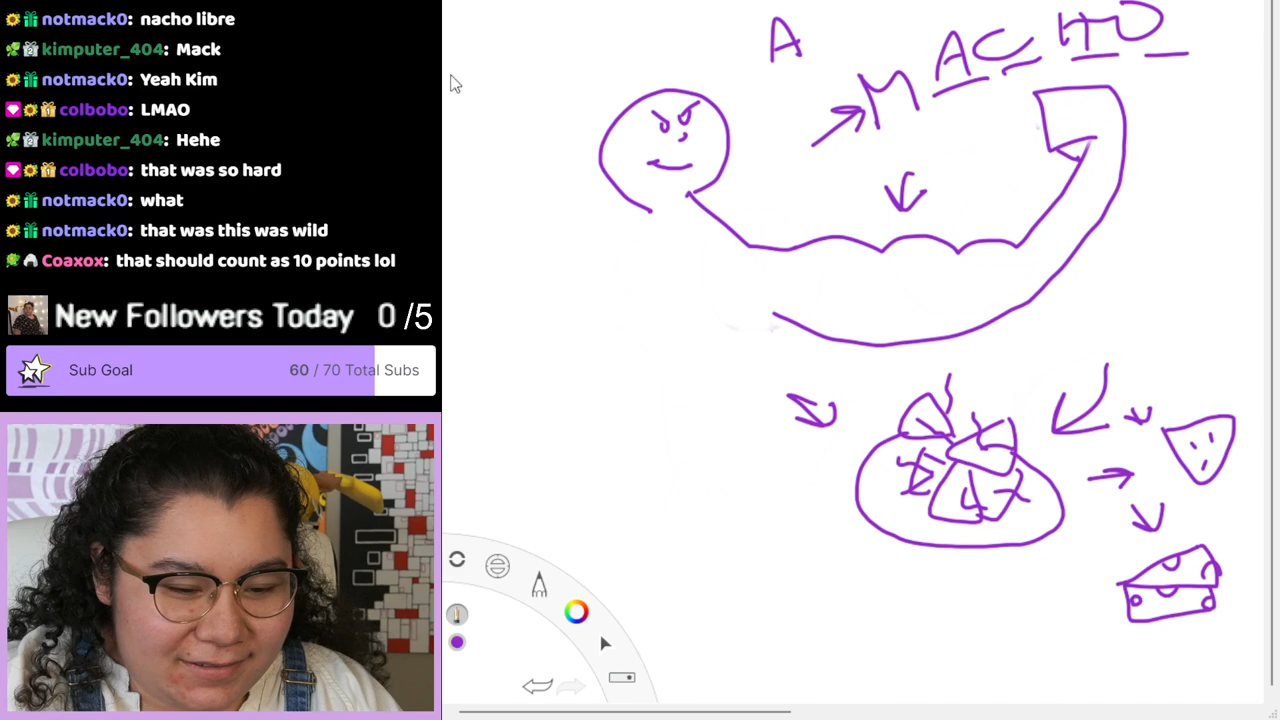 notmack0: nacho libre
kimputer_404: Mack
notmack0: Yeah Kim
colbobo: LMAO
kimputer_404: Hehe
colbobo: that was so hard
notmack0: what
notmack0: that was this was wild
Coaxox: that should count as 10 points lol
New Followers Today 0 /5
Sub Goal 60 / 70 Total Subs
A
MACHO